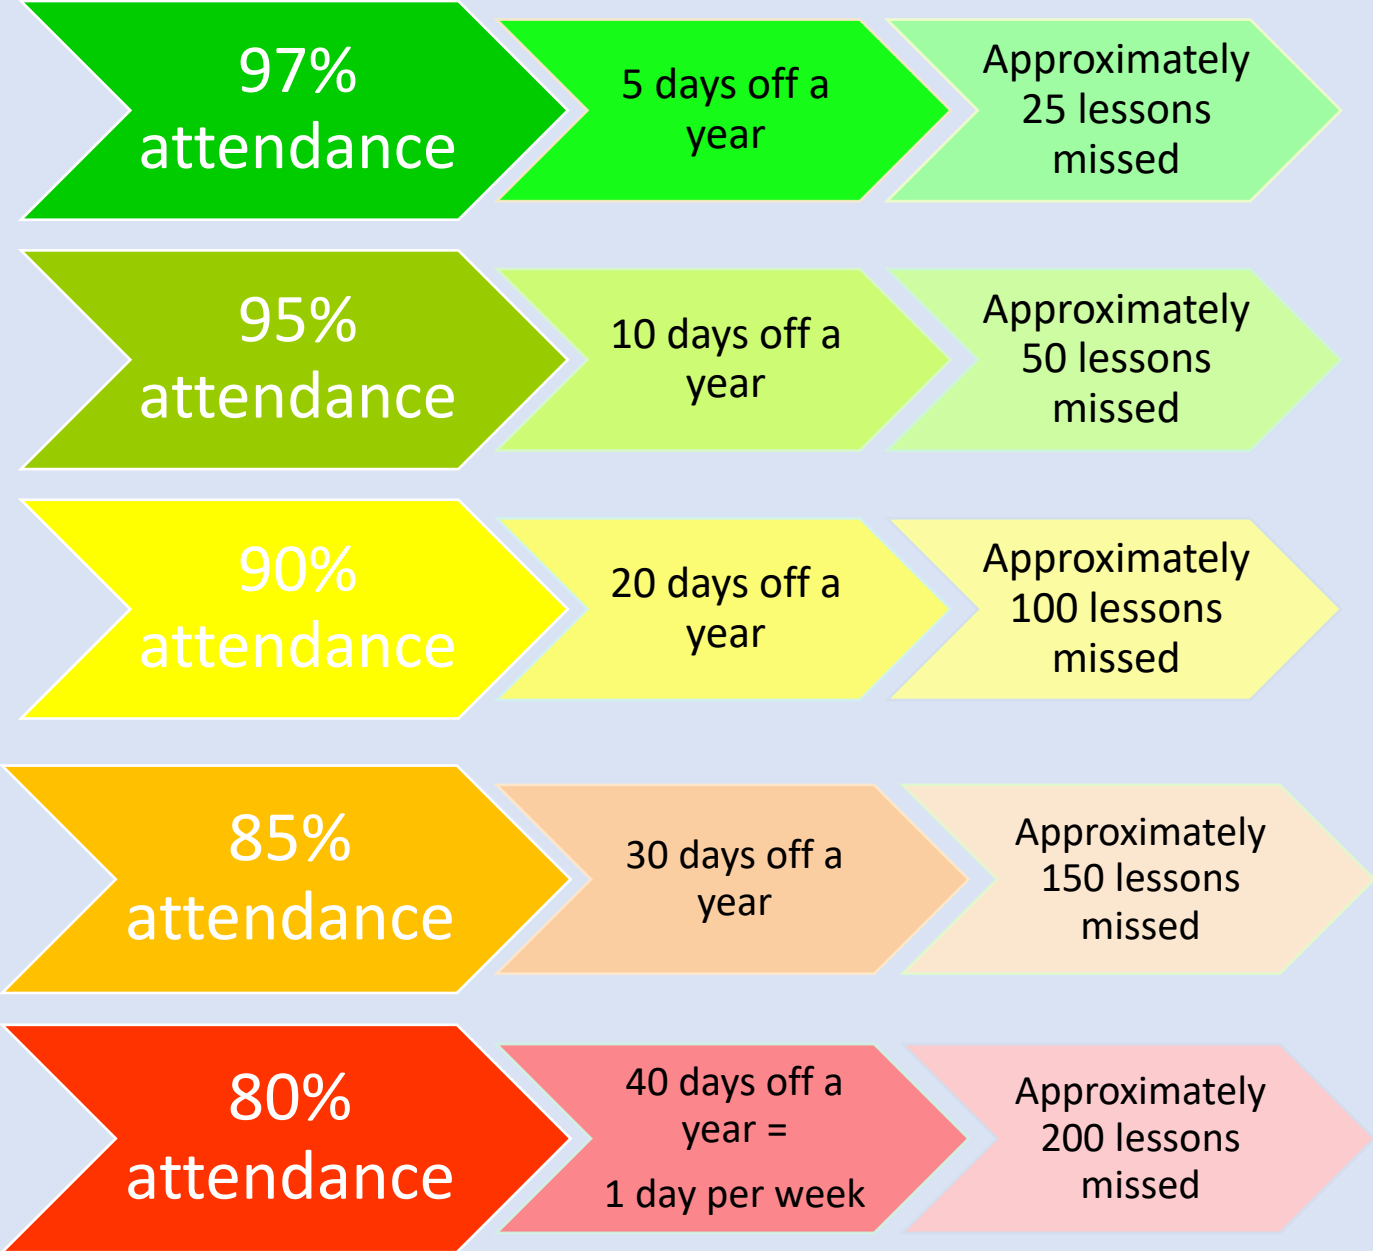 97%
attendance
5 days off a
year
Approximately
25 lessons
missed
95%
attendance
10 days off a
year
Approximately
50 lessons
missed
90%
attendance
20 days off a
year
Approximately
100 lessons
missed
85%
attendance
30 days off a
year
Approximately
150 lessons
missed
80%
attendance
40 days off a
year =
1 day per week
Approximately
200 lessons
missed